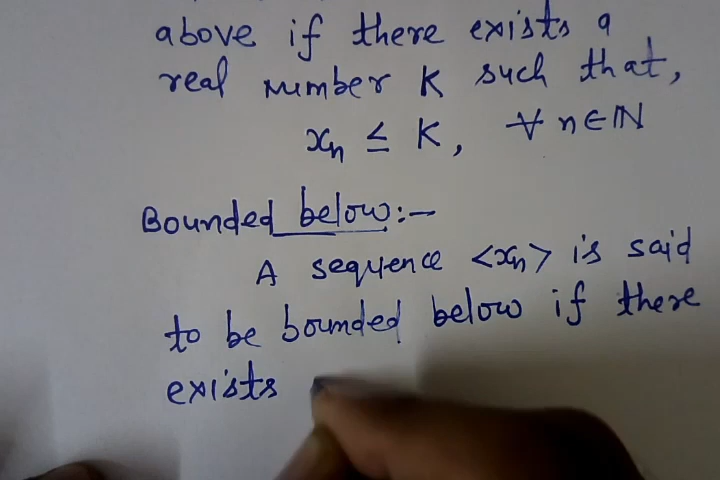 above if there exists a
real number K such that,
xₙ ≤ K, ∀ n ∈ ℕ
Bounded below:–
A sequence <xₙ> is said
to be bounded below if there
exists